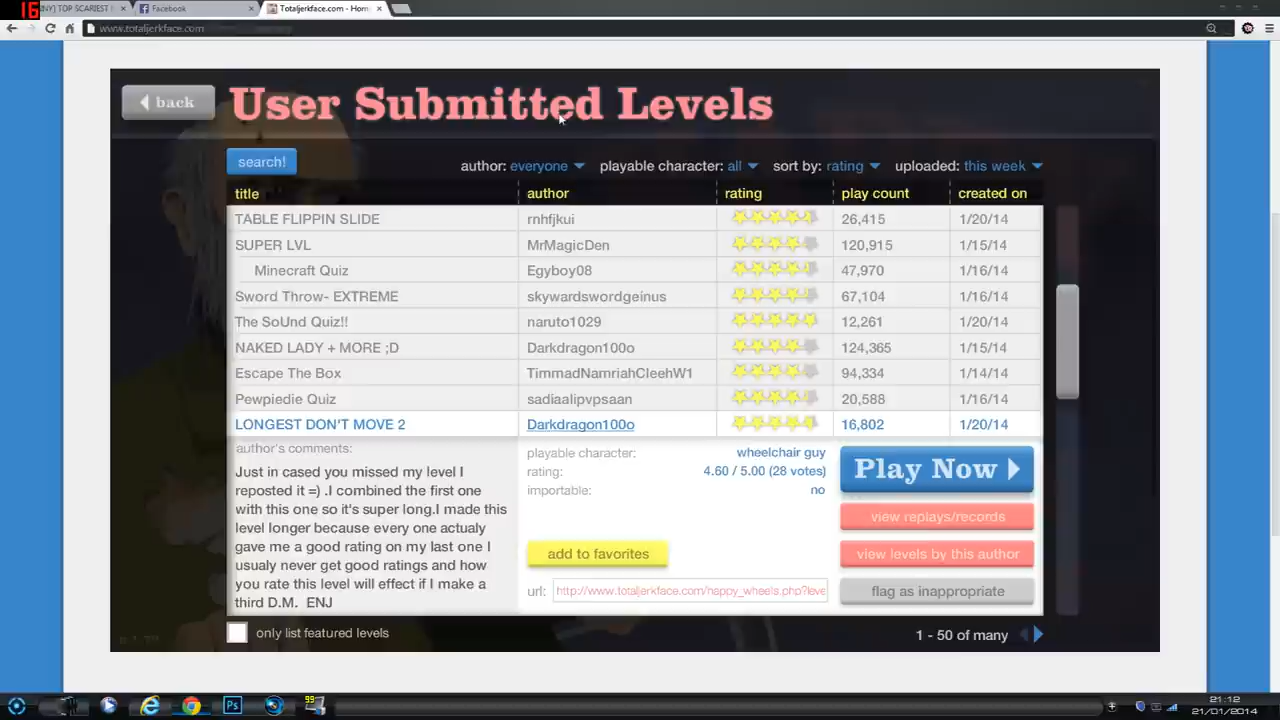 16
NY] TOP SCARIEST
Facebook
Totaljerkface.com - Hom
www.totaljerkface.com
back
User Submitted Levels
search!
author: everyone playable character: all sort by: rating uploaded: this week
title author rating play count created on
TABLE FLIPPIN SLIDE rnhfjkui 26,415 1/20/14
SUPER LVL MrMagicDen 120,915 1/15/14
Minecraft Quiz Egyboy08 47,970 1/16/14
Sword Throw- EXTREME skywardswordgeinus 67,104 1/16/14
The SoUnd Quiz!! naruto1029 12,261 1/20/14
NAKED LADY + MORE ;D Darkdragon100o 124,365 1/15/14
Escape The Box TimmadNamriahCleehW1 94,334 1/14/14
Pewpiedie Quiz sadiaalipvpsaan 20,588 1/16/14
LONGEST DON'T MOVE 2 Darkdragon100o 16,802 1/20/14
author's comments:
Just in cased you missed my level I
reposted it =) .I combined the first one
with this one so it's super long.I made this
level longer because every one actualy
gave me a good rating on my last one I
usualy never get good ratings and how
you rate this level will effect if I make a
third D.M. ENJ
playable character: wheelchair guy
rating: 4.60 / 5.00 (28 votes)
importable: no
add to favorites
url: http://www.totaljerkface.com/happy_wheels.php?leve
Play Now
view replays/records
view levels by this author
flag as inappropriate
only list featured levels
1 - 50 of many
Ps
99
21:12
21/01/2014